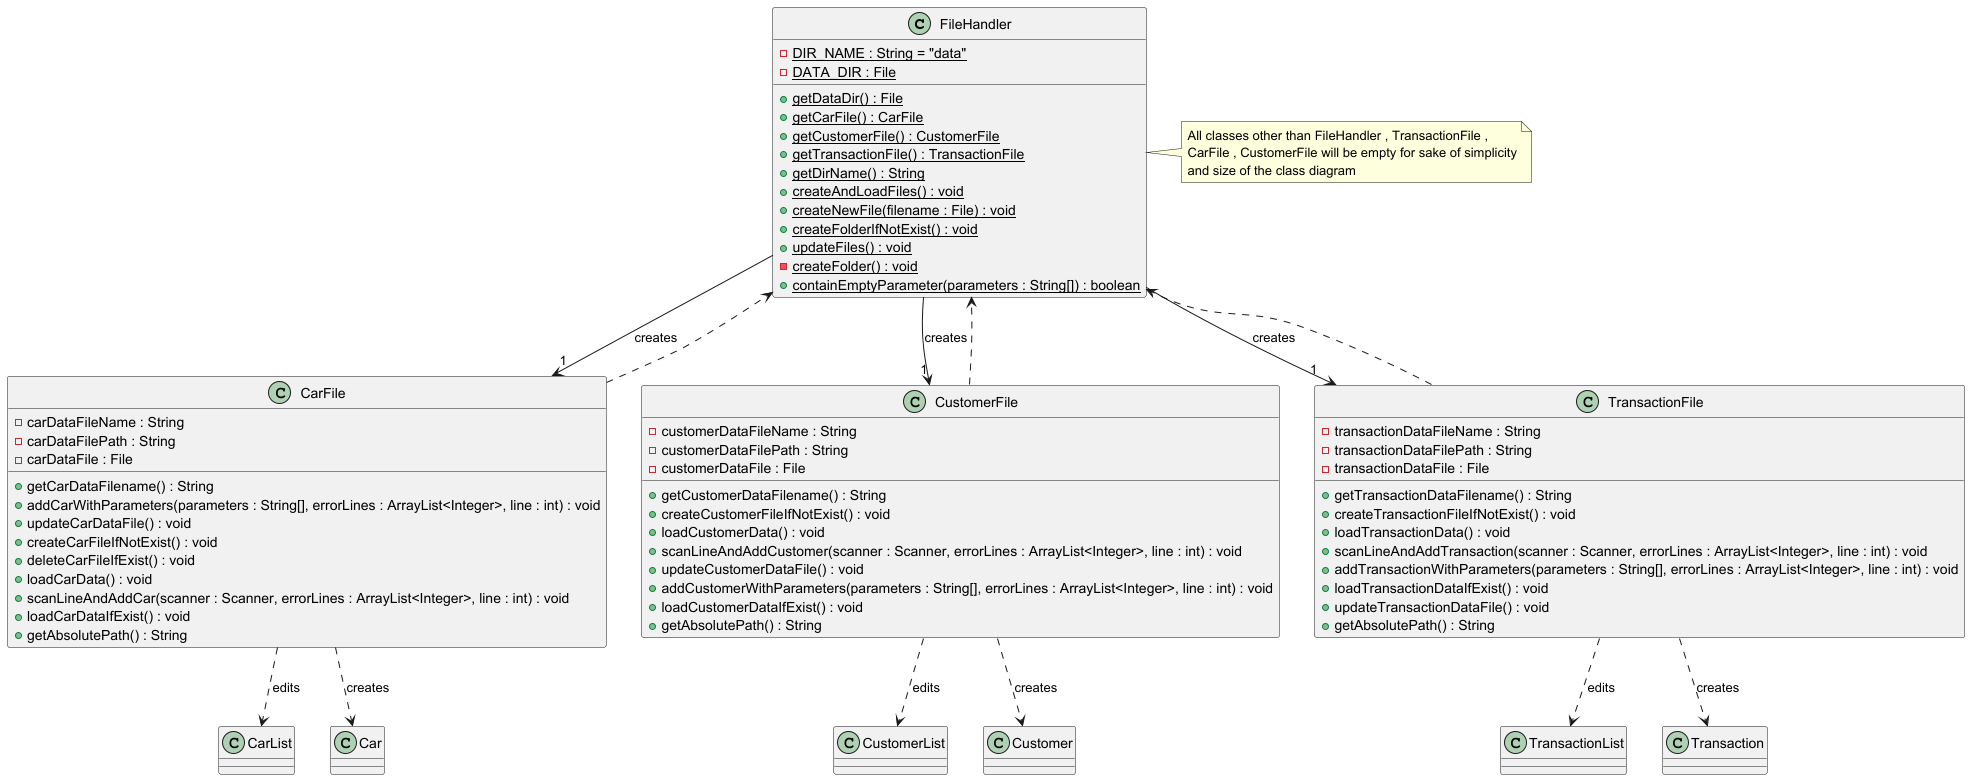 C FileHandler
DIR_NAME : String = "data"
DATA_DIR : File
getDataDir() : File
getCarFile() : CarFile
getCustomerFile() : CustomerFile
getTransactionFile() : TransactionFile
getDirName() : String
createAndLoadFiles() : void
createNewFile(filename : File) : void
createFolderIfNotExist() : void
updateFiles() : void
createFolder() : void
containEmptyParameter(parameters : String[]) : boolean
All classes other than FileHandler , TransactionFile ,
CarFile , CustomerFile will be empty for sake of simplicity
and size of the class diagram
creates
1
creates
1
creates
1
C CarFile
carDataFileName : String
carDataFilePath : String
carDataFile : File
getCarDataFilename() : String
addCarWithParameters(parameters : String[], errorLines : ArrayList<Integer>, line : int) : void
updateCarDataFile() : void
createCarFileIfNotExist() : void
deleteCarFileIfExist() : void
loadCarData() : void
scanLineAndAddCar(scanner : Scanner, errorLines : ArrayList<Integer>, line : int) : void
loadCarDataIfExist() : void
getAbsolutePath() : String
C CustomerFile
customerDataFileName : String
customerDataFilePath : String
customerDataFile : File
getCustomerDataFilename() : String
createCustomerFileIfNotExist() : void
loadCustomerData() : void
scanLineAndAddCustomer(scanner : Scanner, errorLines : ArrayList<Integer>, line : int) : void
updateCustomerDataFile() : void
addCustomerWithParameters(parameters : String[], errorLines : ArrayList<Integer>, line : int) : void
loadCustomerDataIfExist() : void
getAbsolutePath() : String
C TransactionFile
transactionDataFileName : String
transactionDataFilePath : String
transactionDataFile : File
getTransactionDataFilename() : String
createTransactionFileIfNotExist() : void
loadTransactionData() : void
scanLineAndAddTransaction(scanner : Scanner, errorLines : ArrayList<Integer>, line : int) : void
addTransactionWithParameters(parameters : String[], errorLines : ArrayList<Integer>, line : int) : void
loadTransactionDataIfExist() : void
updateTransactionDataFile() : void
getAbsolutePath() : String
edits
creates
edits
creates
edits
creates
C CarList
C Car
C CustomerList
C Customer
C TransactionList
C Transaction